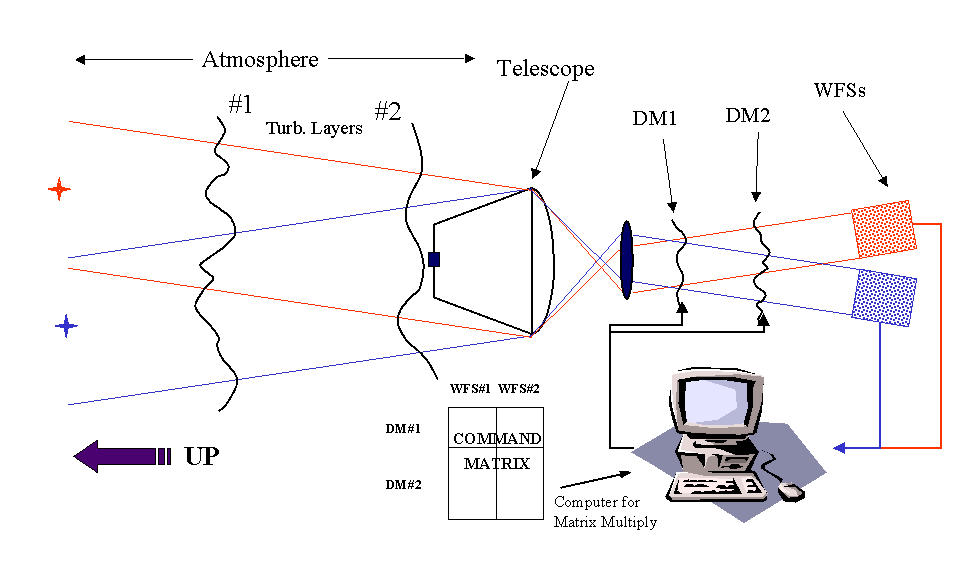 Atmosphere
Telescope
#1
Turb. Layers
#2
DM1
DM2
WFSs
WFS#1 WFS#2
DM#1
COMMAND
MATRIX
DM#2
UP
Computer for
Matrix Multiply